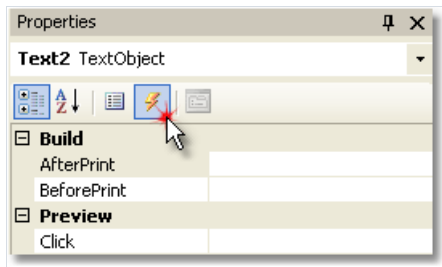 Properties
Text2 TextObject
Build
AfterPrint
BeforePrint
Preview
Click